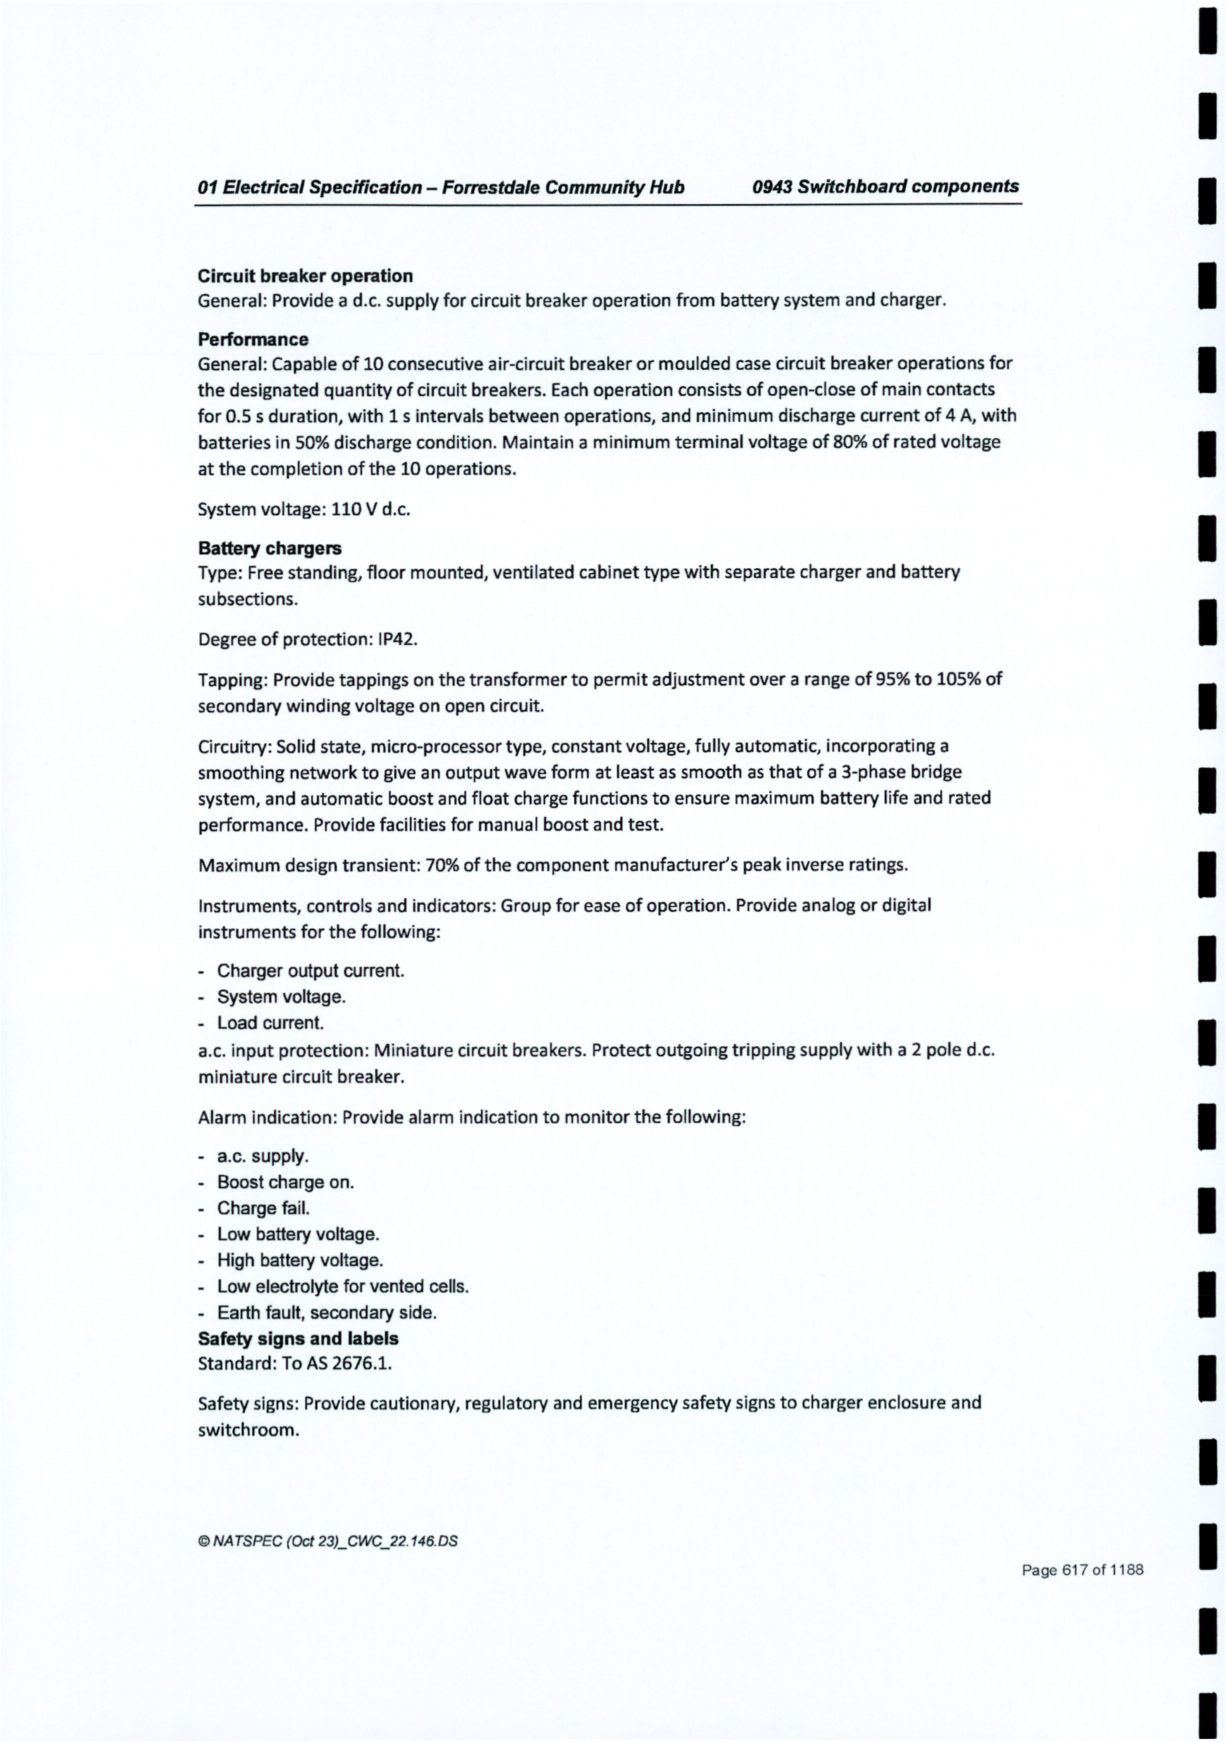 01 Electrical Specification – Forrestdale Community Hub 0943 Switchboard components
Circuit breaker operation
General: Provide a d.c. supply for circuit breaker operation from battery system and charger.
Performance
General: Capable of 10 consecutive air-circuit breaker or moulded case circuit breaker operations for
the designated quantity of circuit breakers. Each operation consists of open-close of main contacts
for 0.5 s duration, with 1 s intervals between operations, and minimum discharge current of 4 A, with
batteries in 50% discharge condition. Maintain a minimum terminal voltage of 80% of rated voltage
at the completion of the 10 operations.
System voltage: 110 V d.c.
Battery chargers
Type: Free standing, floor mounted, ventilated cabinet type with separate charger and battery
subsections.
Degree of protection: IP42.
Tapping: Provide tappings on the transformer to permit adjustment over a range of 95% to 105% of
secondary winding voltage on open circuit.
Circuitry: Solid state, micro-processor type, constant voltage, fully automatic, incorporating a
smoothing network to give an output wave form at least as smooth as that of a 3-phase bridge
system, and automatic boost and float charge functions to ensure maximum battery life and rated
performance. Provide facilities for manual boost and test.
Maximum design transient: 70% of the component manufacturer's peak inverse ratings.
Instruments, controls and indicators: Group for ease of operation. Provide analog or digital
instruments for the following:
- Charger output current.
- System voltage.
- Load current.
a.c. input protection: Miniature circuit breakers. Protect outgoing tripping supply with a 2 pole d.c.
miniature circuit breaker.
Alarm indication: Provide alarm indication to monitor the following:
- a.c. supply.
- Boost charge on.
- Charge fail.
- Low battery voltage.
- High battery voltage.
- Low electrolyte for vented cells.
- Earth fault, secondary side.
Safety signs and labels
Standard: To AS 2676.1.
Safety signs: Provide cautionary, regulatory and emergency safety signs to charger enclosure and
switchroom.
© NATSPEC (Oct 23)_CWC_22.146.DS
Page 617 of 1188